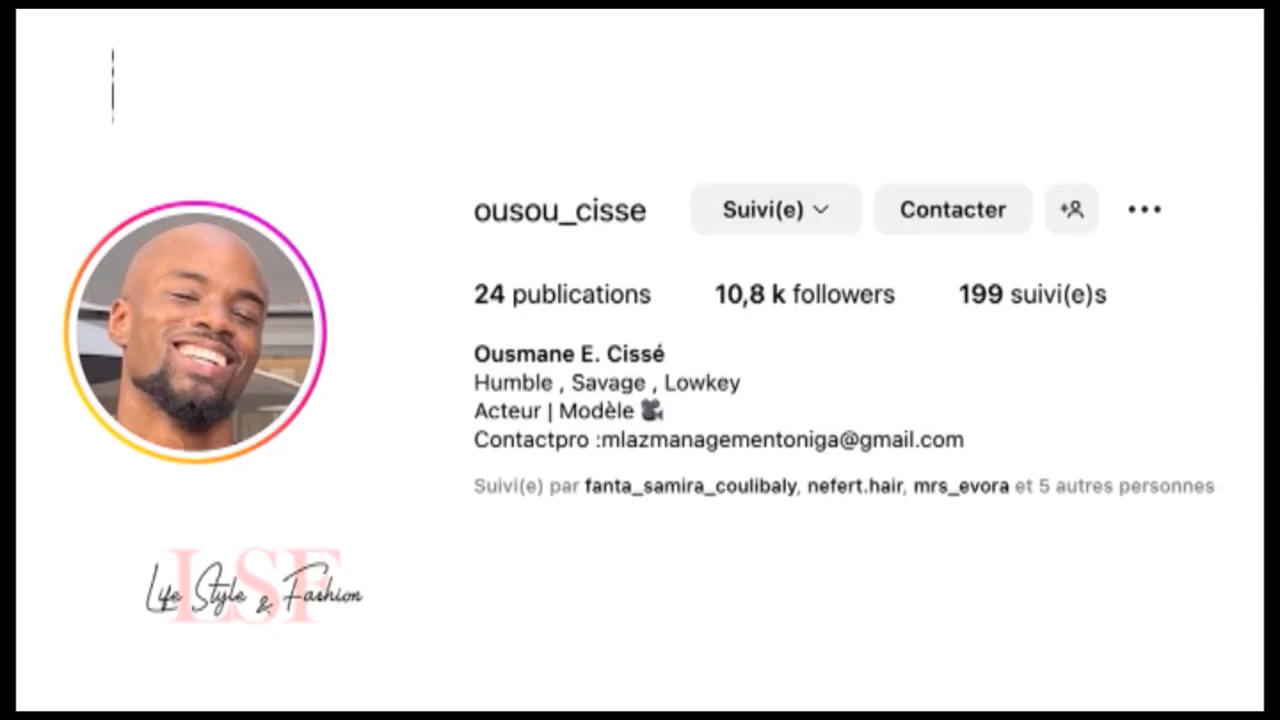 ousou_cisse Suivi(e) Contacter
24 publications 10,8 k followers 199 suivi(e)s
Ousmane E. Cissé
Humble , Savage , Lowkey
Acteur | Modèle 🎥
Contactpro :mlazmanagementoniga@gmail.com
Suivi(e) par fanta_samira_coulibaly, nefert.hair, mrs_evora et 5 autres personnes
LSF
Life Style & Fashion